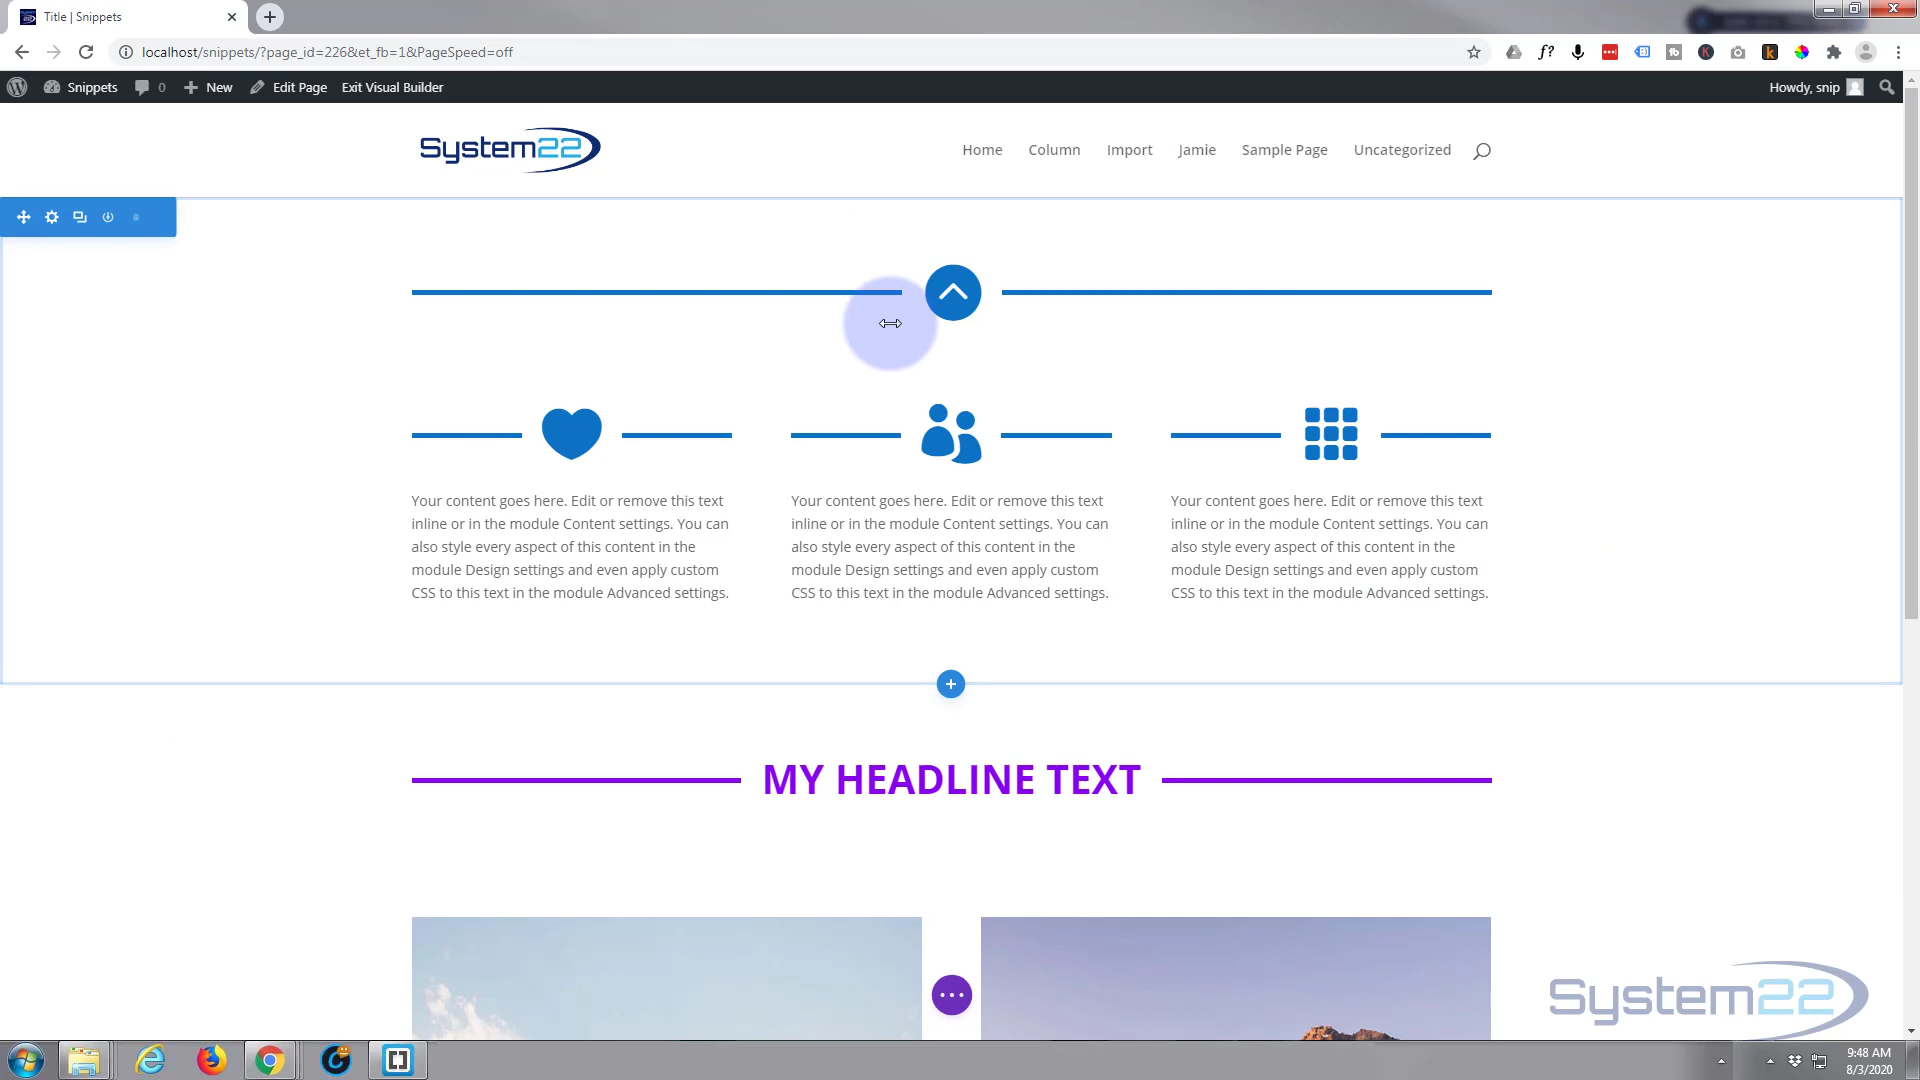 Title | Snippets
localhost/snippets/?page_id=226&et_fb=1&PageSpeed=off
Snippets 0 New Edit Page Exit Visual Builder Howdy, snip
System22
Home Column Import Jamie Sample Page Uncategorized
Your content goes here. Edit or remove this text
inline or in the module Content settings. You can
also style every aspect of this content in the
module Design settings and even apply custom
CSS to this text in the module Advanced settings.
Your content goes here. Edit or remove this text
inline or in the module Content settings. You can
also style every aspect of this content in the
module Design settings and even apply custom
CSS to this text in the module Advanced settings.
Your content goes here. Edit or remove this text
inline or in the module Content settings. You can
also style every aspect of this content in the
module Design settings and even apply custom
CSS to this text in the module Advanced settings.
MY HEADLINE TEXT
System22
9:48 AM
8/3/2020